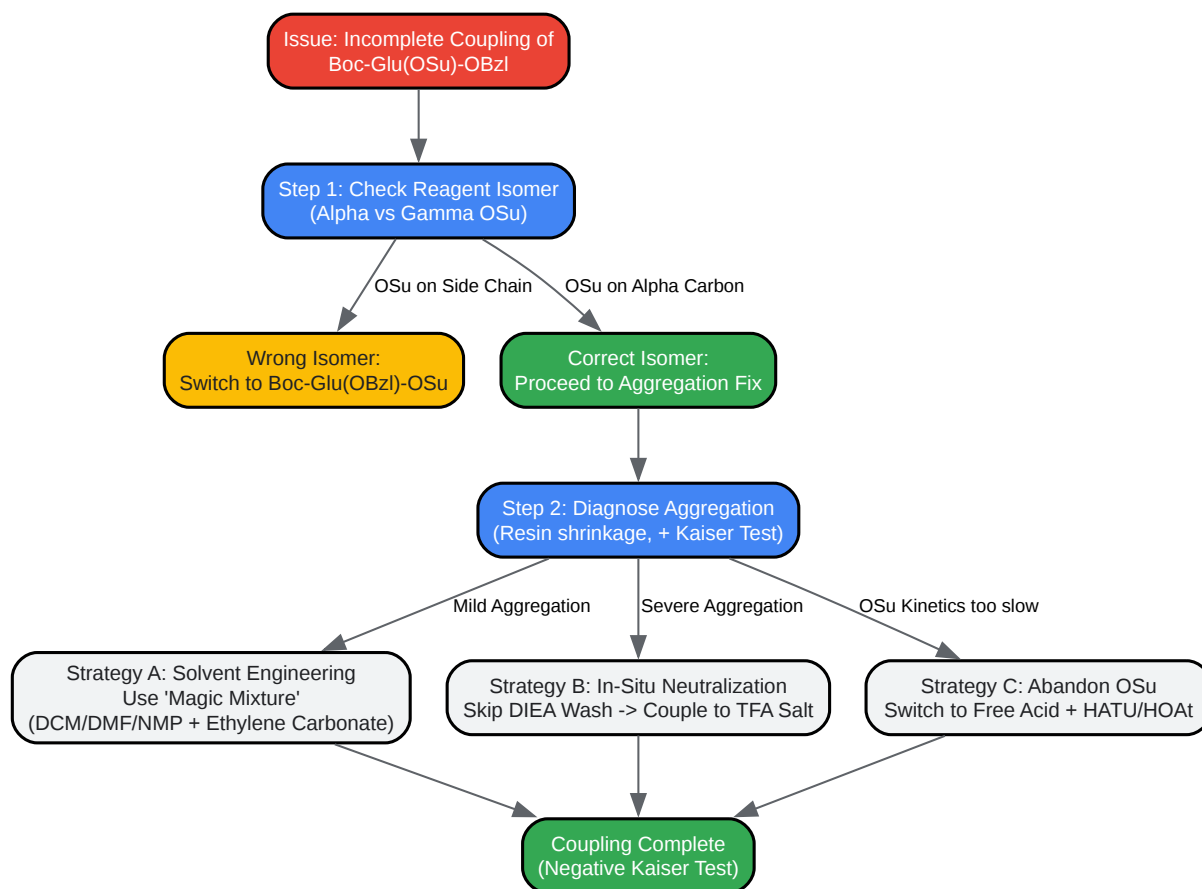 Issue: Incomplete Coupling of
Boc-Glu(OSu)-OBzl
Step 1: Check Reagent Isomer
(Alpha vs Gamma OSu)
OSu on Side Chain
OSu on Alpha Carbon
Wrong Isomer:
Switch to Boc-Glu(OBzl)-OSu
Correct Isomer:
Proceed to Aggregation Fix
Step 2: Diagnose Aggregation
(Resin shrinkage, + Kaiser Test)
Mild Aggregation
Severe Aggregation
OSu Kinetics too slow
Strategy A: Solvent Engineering
Use 'Magic Mixture'
(DCM/DMF/NMP + Ethylene Carbonate)
Strategy B: In-Situ Neutralization
Skip DIEA Wash -> Couple to TFA Salt
Strategy C: Abandon OSu
Switch to Free Acid + HATU/HOAt
Coupling Complete
(Negative Kaiser Test)